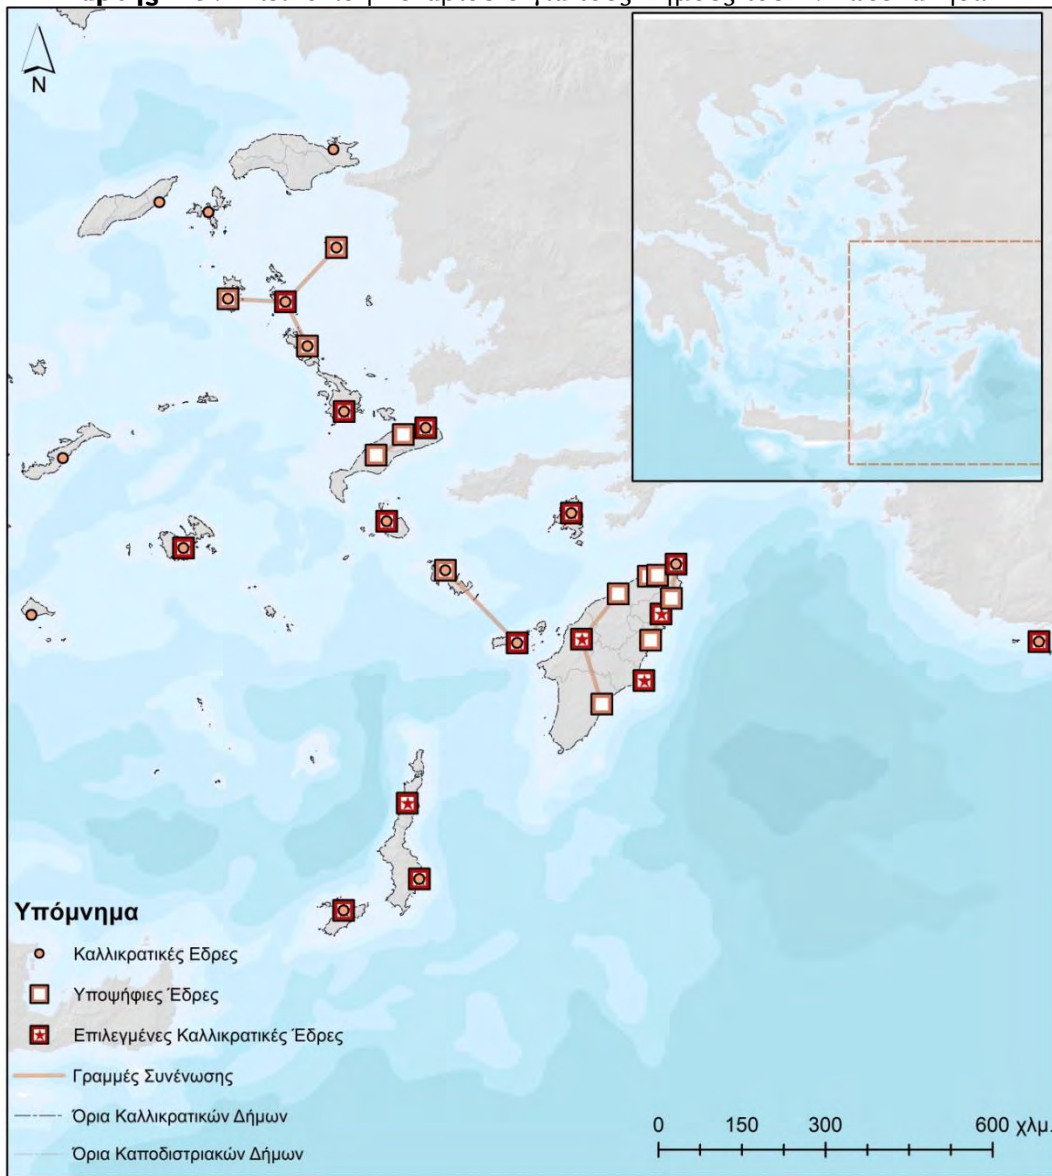 N
Υπόμνημα
Καλλικρατικές Εδρες
Υποψήφιες Έδρες
Επιλεγμένες Καλλικρατικές Έδρες
Γραμμές Συνένωσης
Όρια Καλλικρατικών Δήμων
Όρια Καποδιστριακών Δήμων
0 150 300 600 χλμ.